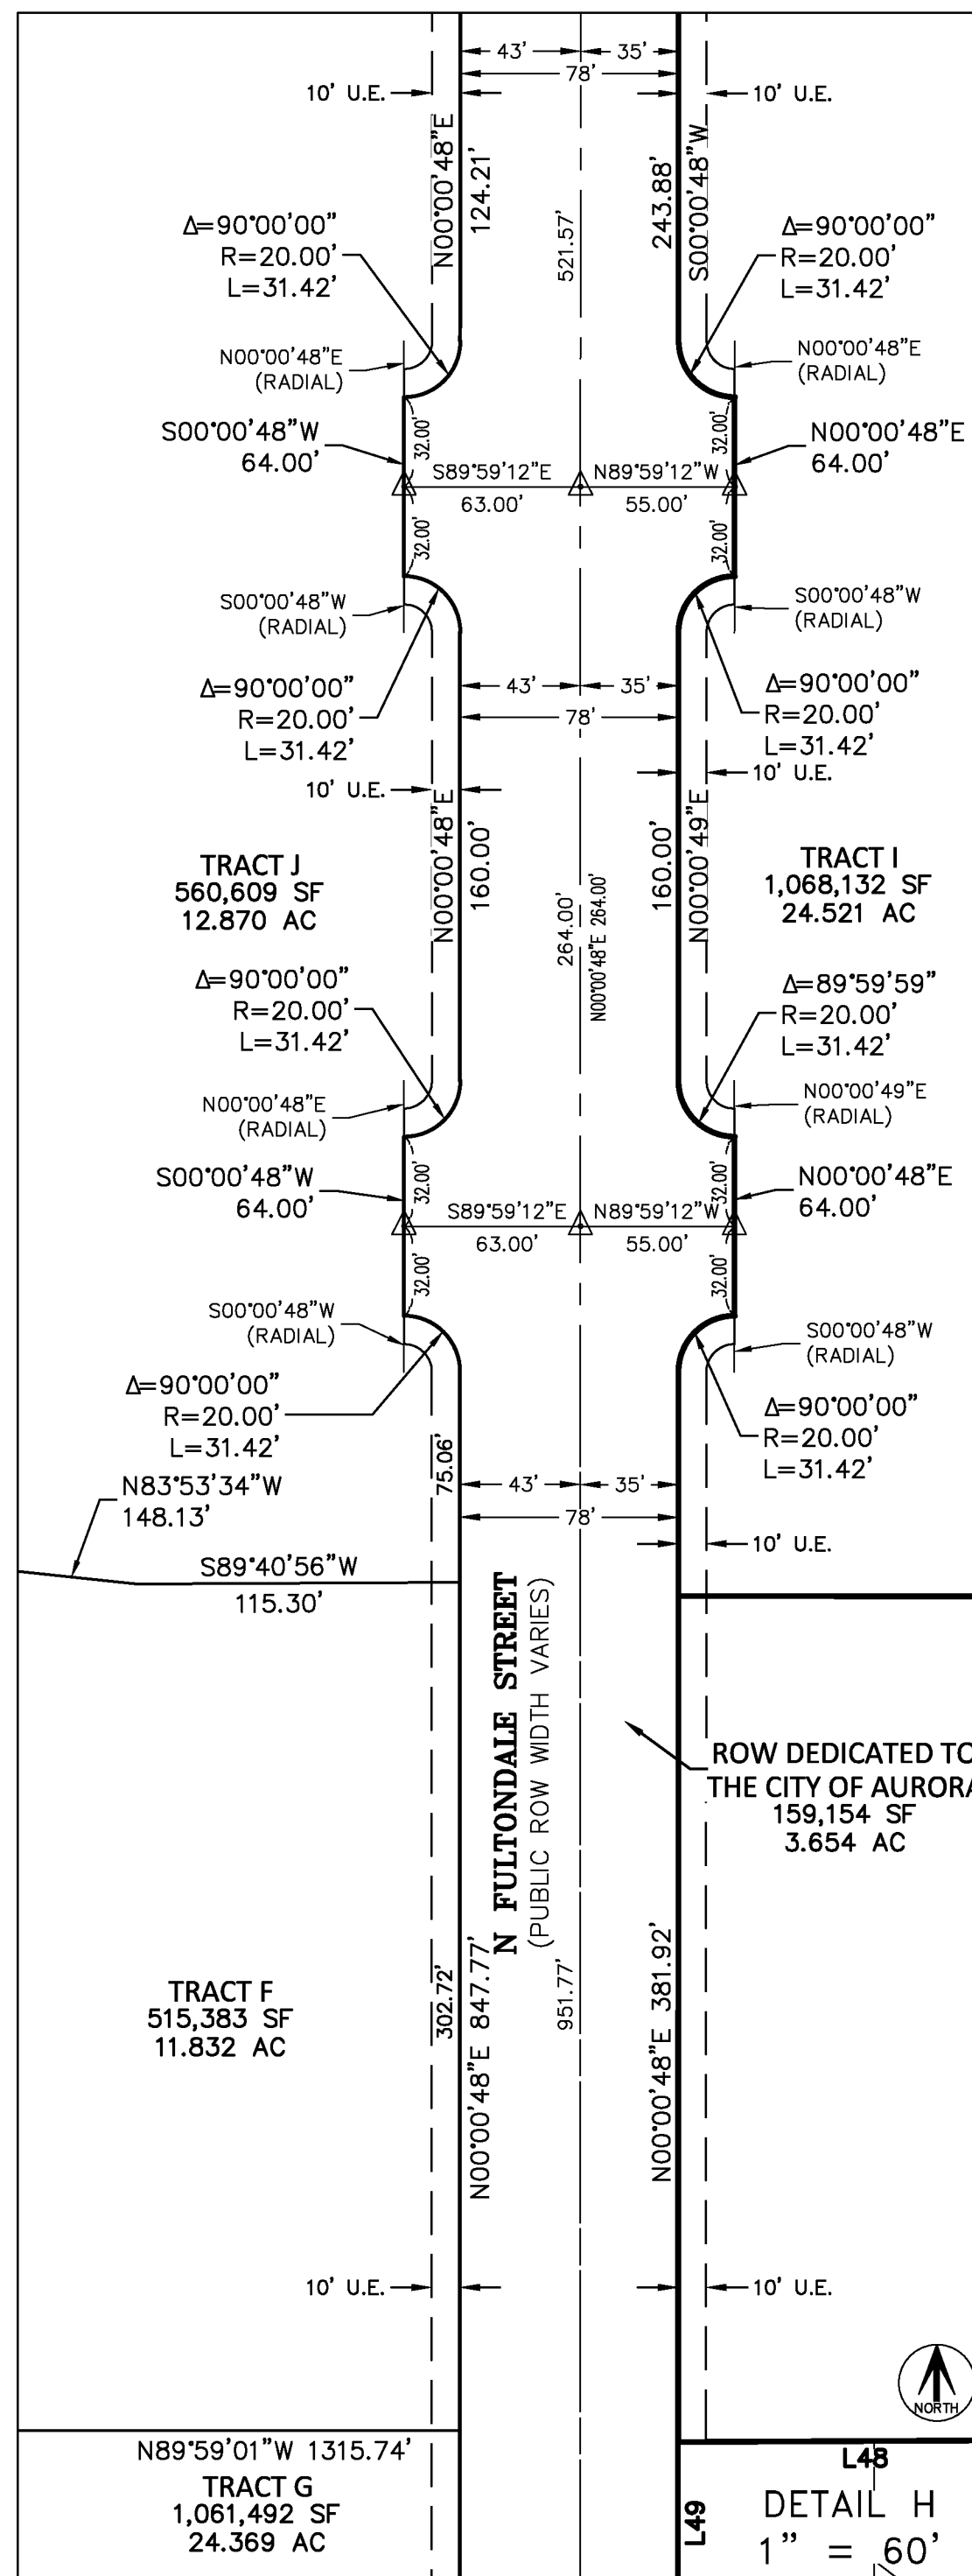 43' 35'
78'
10' U.E. 10' U.E.
N00°00'48"E
124.21'
521.57'
243.88'
S00°00'48"W
Δ=90°00'00"
R=20.00'
L=31.42'
Δ=90°00'00"
R=20.00'
L=31.42'
N00°00'48"E
(RADIAL)
N00°00'48"E
(RADIAL)
S00°00'48"W
64.00'
32.00'
32.00'
N00°00'48"E
64.00'
S89°59'12"E N89°59'12"W
63.00' 55.00'
32.00'
32.00'
S00°00'48"W
(RADIAL)
S00°00'48"W
(RADIAL)
Δ=90°00'00"
R=20.00'
L=31.42'
43' 35'
78'
Δ=90°00'00"
R=20.00'
L=31.42'
10' U.E. 10' U.E.
N00°00'48"E
160.00'
264.00'
N00°00'48"E 264.00'
160.00'
N00°00'49"E
TRACT J
560,609 SF
12.870 AC
TRACT I
1,068,132 SF
24.521 AC
Δ=90°00'00"
R=20.00'
L=31.42'
Δ=89°59'59"
R=20.00'
L=31.42'
N00°00'48"E
(RADIAL)
N00°00'49"E
(RADIAL)
S00°00'48"W
64.00'
32.00'
32.00'
N00°00'48"E
64.00'
S89°59'12"E N89°59'12"W
63.00' 55.00'
32.00'
32.00'
S00°00'48"W
(RADIAL)
S00°00'48"W
(RADIAL)
Δ=90°00'00"
R=20.00'
L=31.42'
Δ=90°00'00"
R=20.00'
L=31.42'
75.06'
43' 35'
78'
N83°53'34"W
148.13'
10' U.E.
S89°40'56"W
115.30'
N FULTONDALE STREET
(PUBLIC ROW WIDTH VARIES)
ROW DEDICATED TO
THE CITY OF AURORA
159,154 SF
3.654 AC
TRACT F
515,383 SF
11.832 AC
302.72'
N00°00'48"E 847.77'
951.77'
N00°00'48"E 381.92'
10' U.E. 10' U.E.
NORTH
N89°59'01"W 1315.74'
TRACT G
1,061,492 SF
24.369 AC
L48
L49
DETAIL H
1" = 60'